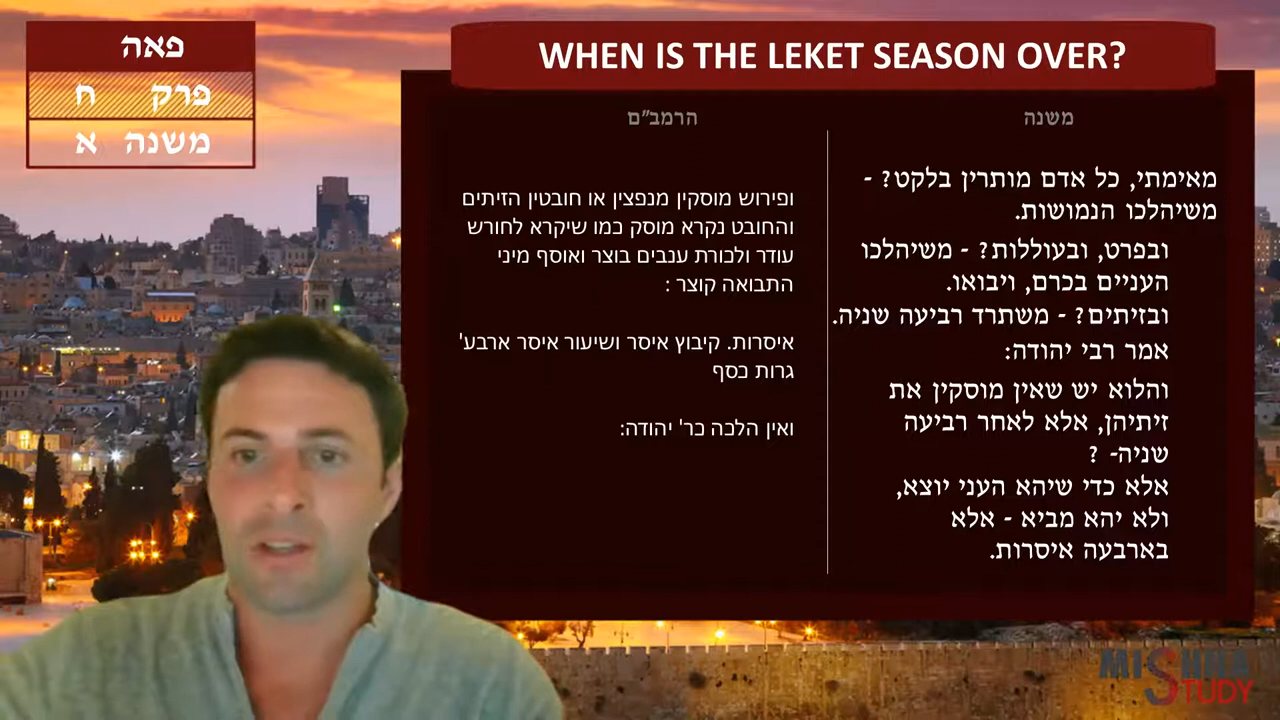 פאה
פרק ח
משנה א
WHEN IS THE LEKET SEASON OVER?
משנה
מאימתי, כל אדם מותרין בלקט? -
משיהלכו הנמושות.
ובפרט, ובעוללות? - משיהלכו
העניים בכרם, ויבואו.
ובזיתים? - משתרד רביעה שניה.
אמר רבי יהודה:
והלוא יש שאין מוסקין את
זיתיהן, אלא לאחר רביעה
שניה- ?
אלא כדי שיהא העני יוצא,
ולא יהא מביא - אלא
בארבעה איסרות.
הרמב"ם
ופירוש מוסקין מנפצין או חובטין הזיתים
והחובט נקרא מוסק כמו שיקרא לחורש
עודר ולכורת ענבים בוצר ואוסף מיני
התבואה קוצר :
איסרות. קיבוץ איסר ושיעור איסר ארבע'
גרות כסף
ואין הלכה כר' יהודה:
MISHNA
STUDY